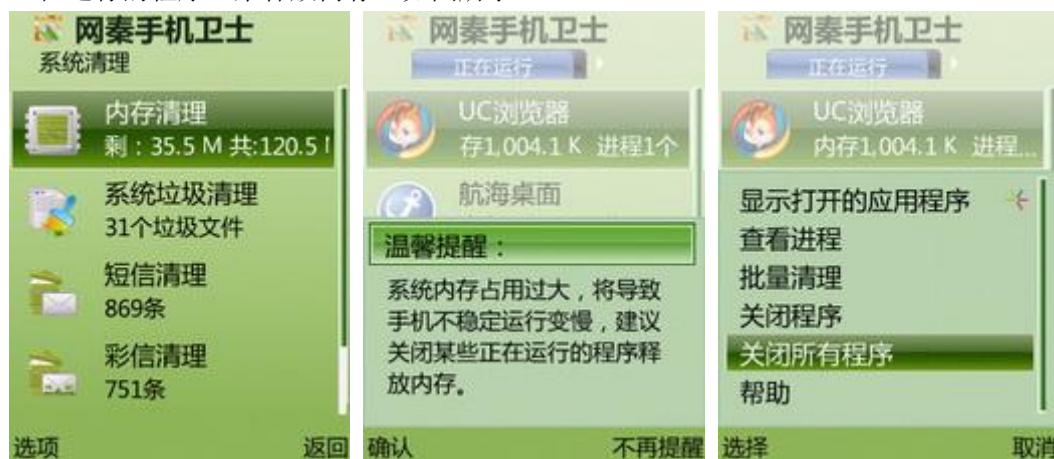 网秦手机卫士
系统清理
内存清理
剩：35.5 M 共:120.5
系统垃圾清理
31个垃圾文件
短信清理
869条
彩信清理
751条
选项 返回
网秦手机卫士
正在运行
UC浏览器
存1,004.1 K 进程1个
航海桌面
温馨提醒：
系统内存占用过大，将导致
手机不稳定运行变慢，建议
关闭某些正在运行的程序释
放内存。
确认 不再提醒
网秦手机卫士
正在运行
UC浏览器
内存1,004.1 K 进程...
显示打开的应用程序
查看进程
批量清理
关闭程序
关闭所有程序
帮助
选择 取消